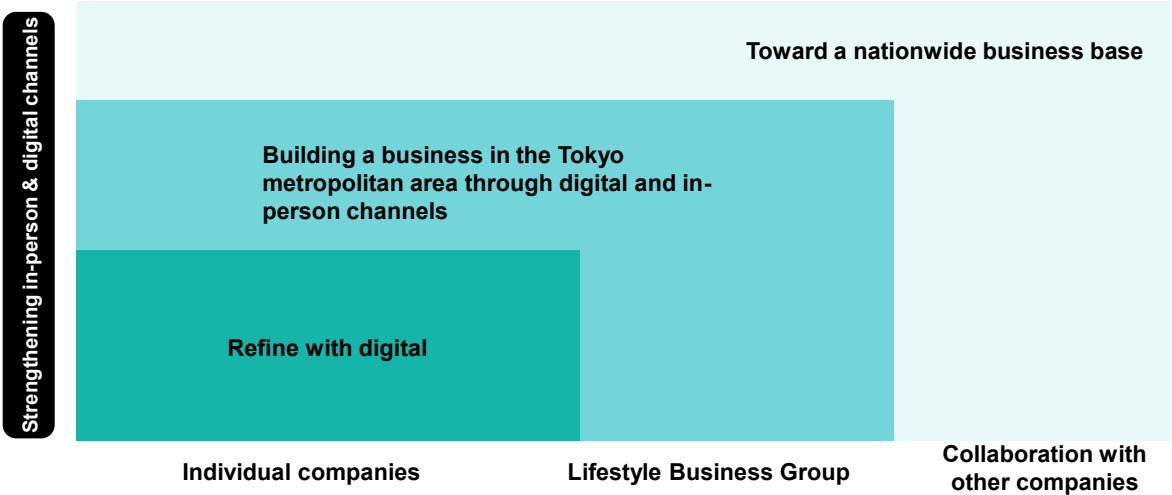 Strengthening in-person & digital channels
Toward a nationwide business base
Building a business in the Tokyo
metropolitan area through digital and in-
person channels
Refine with digital
Individual companies
Lifestyle Business Group
Collaboration with
other companies